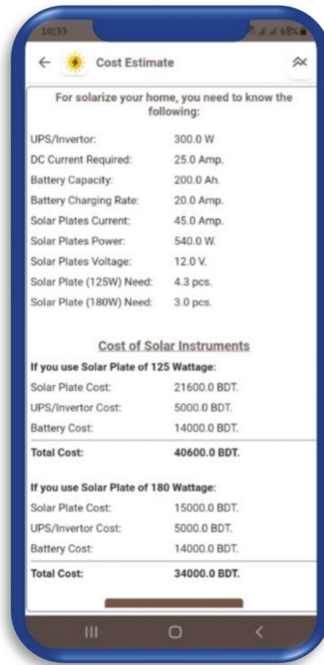 10:33 68%
Cost Estimate
For solarize your home, you need to know the
following:
UPS/Invertor: 300.0 W
DC Current Required: 25.0 Amp.
Battery Capacity: 200.0 Ah.
Battery Charging Rate: 20.0 Amp.
Solar Plates Current: 45.0 Amp.
Solar Plates Power: 540.0 W.
Solar Plates Voltage: 12.0 V.
Solar Plate (125W) Need: 4.3 pcs.
Solar Plate (180W) Need: 3.0 pcs.
Cost of Solar Instruments
If you use Solar Plate of 125 Wattage:
Solar Plate Cost: 21600.0 BDT.
UPS/Invertor Cost: 5000.0 BDT.
Battery Cost: 14000.0 BDT.
Total Cost: 40600.0 BDT.
If you use Solar Plate of 180 Wattage:
Solar Plate Cost: 15000.0 BDT.
UPS/Invertor Cost: 5000.0 BDT.
Battery Cost: 14000.0 BDT.
Total Cost: 34000.0 BDT.